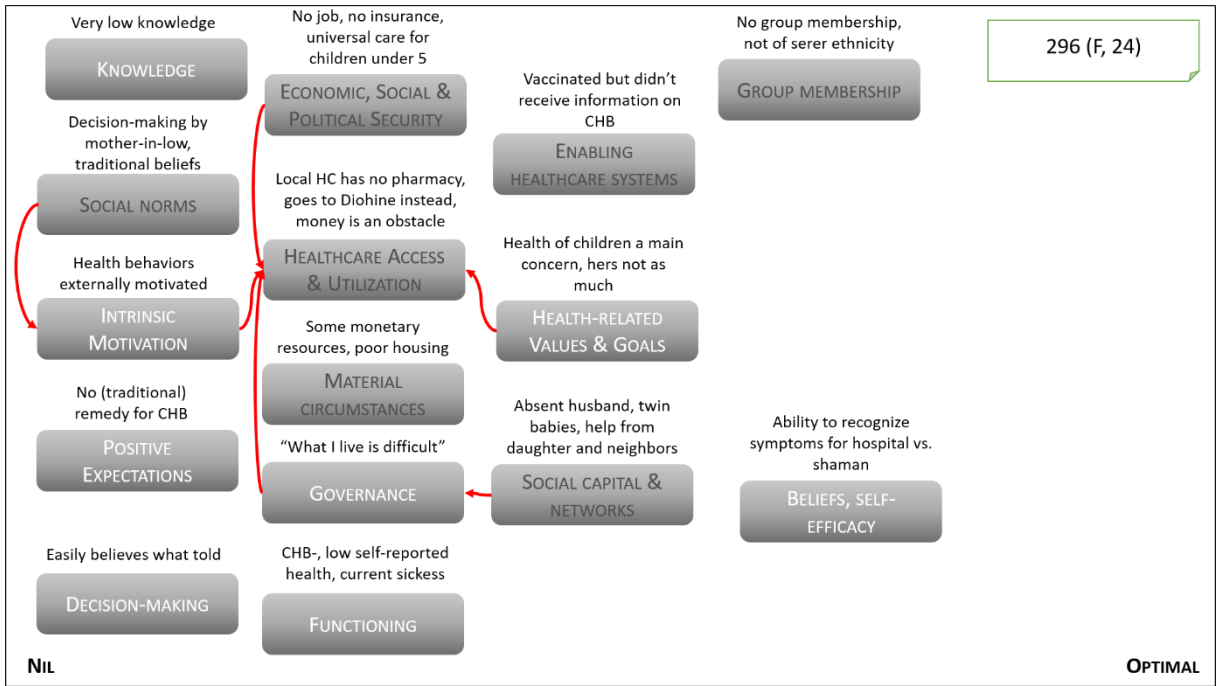 Very low knowledge
KNOWLEDGE
Decision-making by
mother-in-low,
traditional beliefs
SOCIAL NORMS
Health behaviors
externally motivated
INTRINSIC
MOTIVATION
No (traditional)
remedy for CHB
POSITIVE
EXPECTATIONS
Easily believes what told
DECISION-MAKING
NIL
No job, no insurance,
universal care for
children under 5
ECONOMIC, SOCIAL &
POLITICAL SECURITY
Local HC has no pharmacy,
goes to Diohine instead,
money is an obstacle
HEALTHCARE ACCESS
& UTILIZATION
Some monetary
resources, poor housing
MATERIAL
CIRCUMSTANCES
“What I live is difficult”
GOVERNANCE
CHB-, low self-reported
health, current sickess
FUNCTIONING
Vaccinated but didn’t
receive information on
CHB
ENABLING
HEALTHCARE SYSTEMS
Health of children a main
concern, hers not as
much
HEALTH-RELATED
VALUES & GOALS
Absent husband, twin
babies, help from
daughter and neighbors
SOCIAL CAPITAL &
NETWORKS
No group membership,
not of serer ethnicity
GROUP MEMBERSHIP
Ability to recognize
symptoms for hospital vs.
shaman
BELIEFS, SELF-
EFFICACY
296 (F, 24)
OPTIMAL